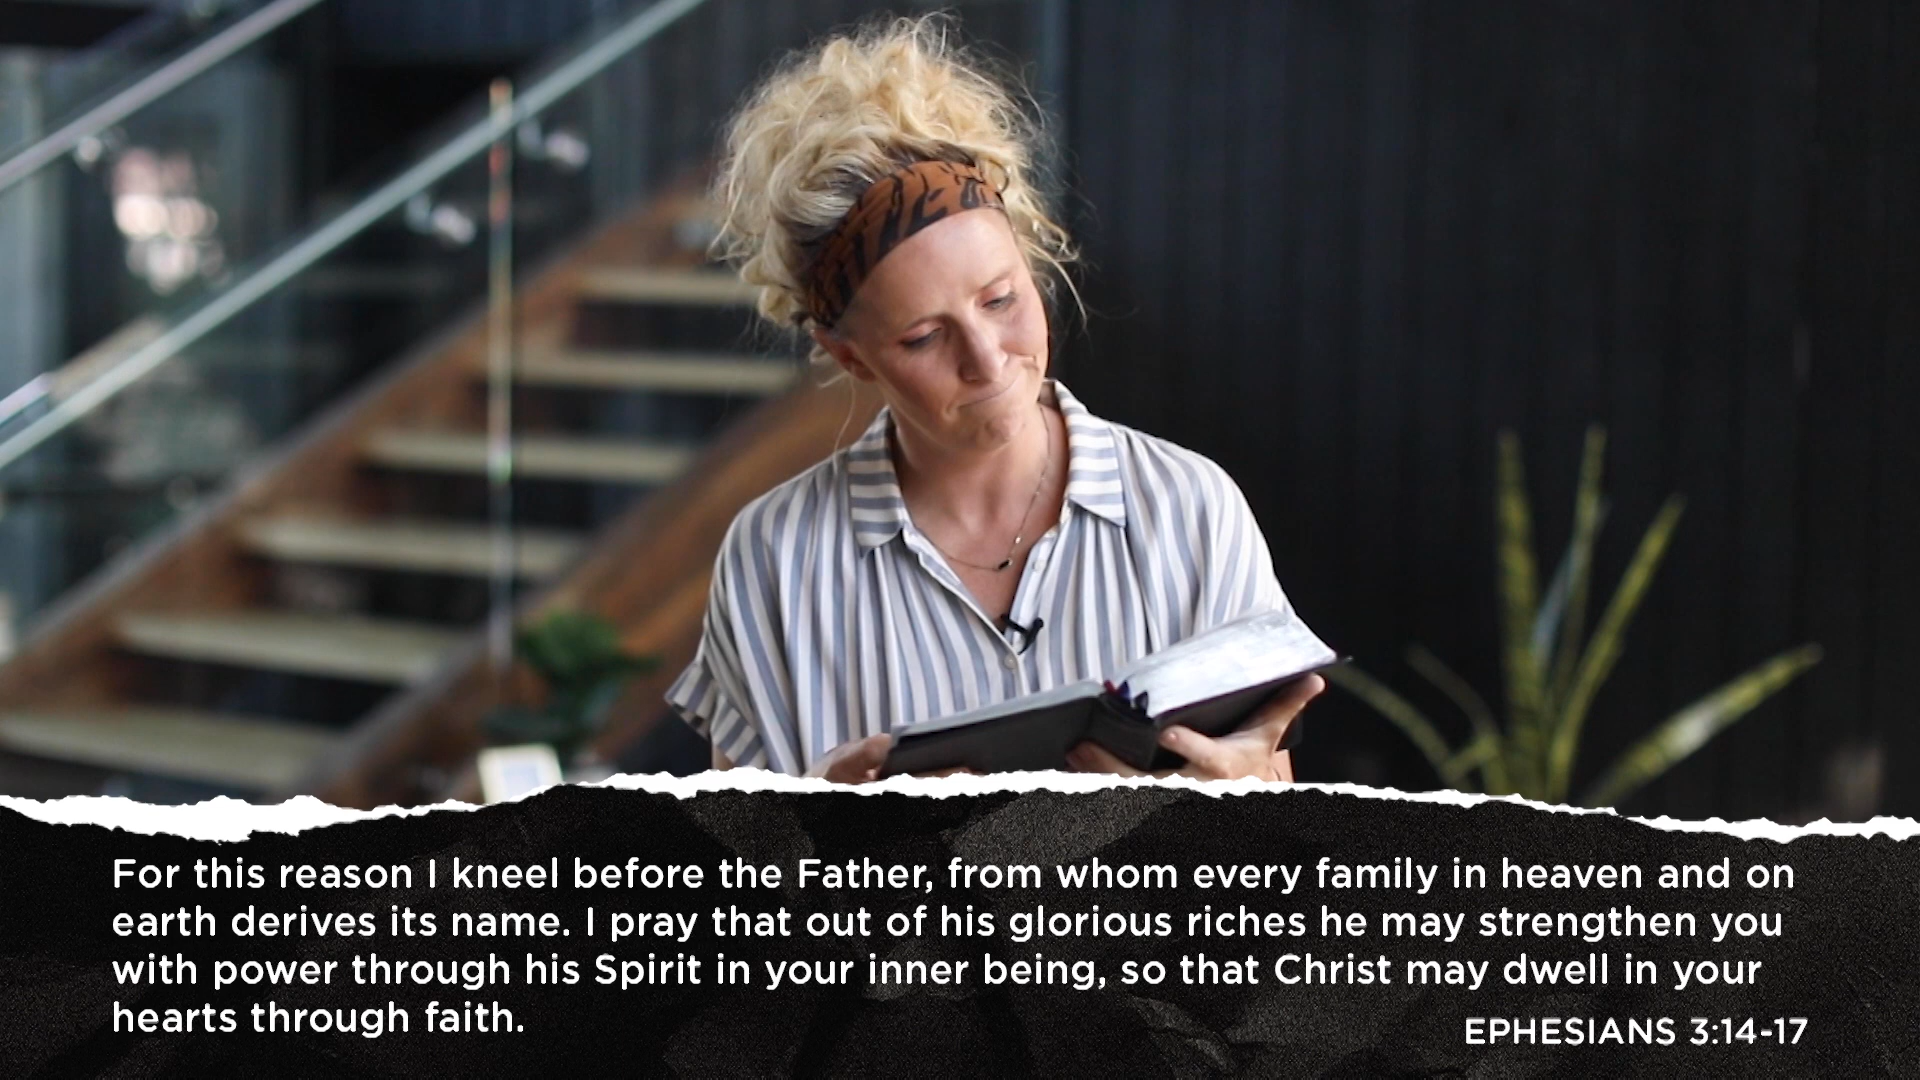 For this reason I kneel before the Father, from whom every family in heaven and on
earth derives its name. I pray that out of his glorious riches he may strengthen you
with power through his Spirit in your inner being, so that Christ may dwell in your
hearts through faith.
EPHESIANS 3:14-17